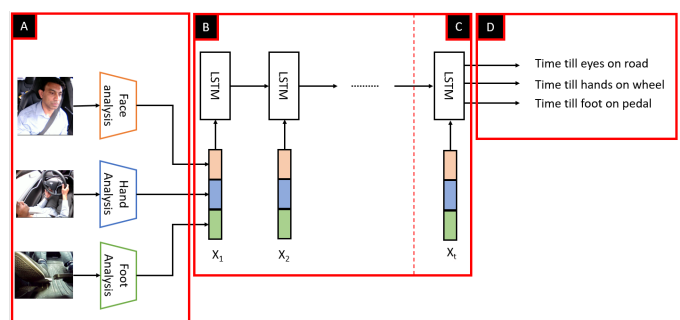 A
B
C
D
Face
analysis
Hand
Analysis
Foot
Analysis
LSTM
LSTM
..........
LSTM
X1
X2
Xt
Time till eyes on road
Time till hands on wheel
Time till foot on pedal